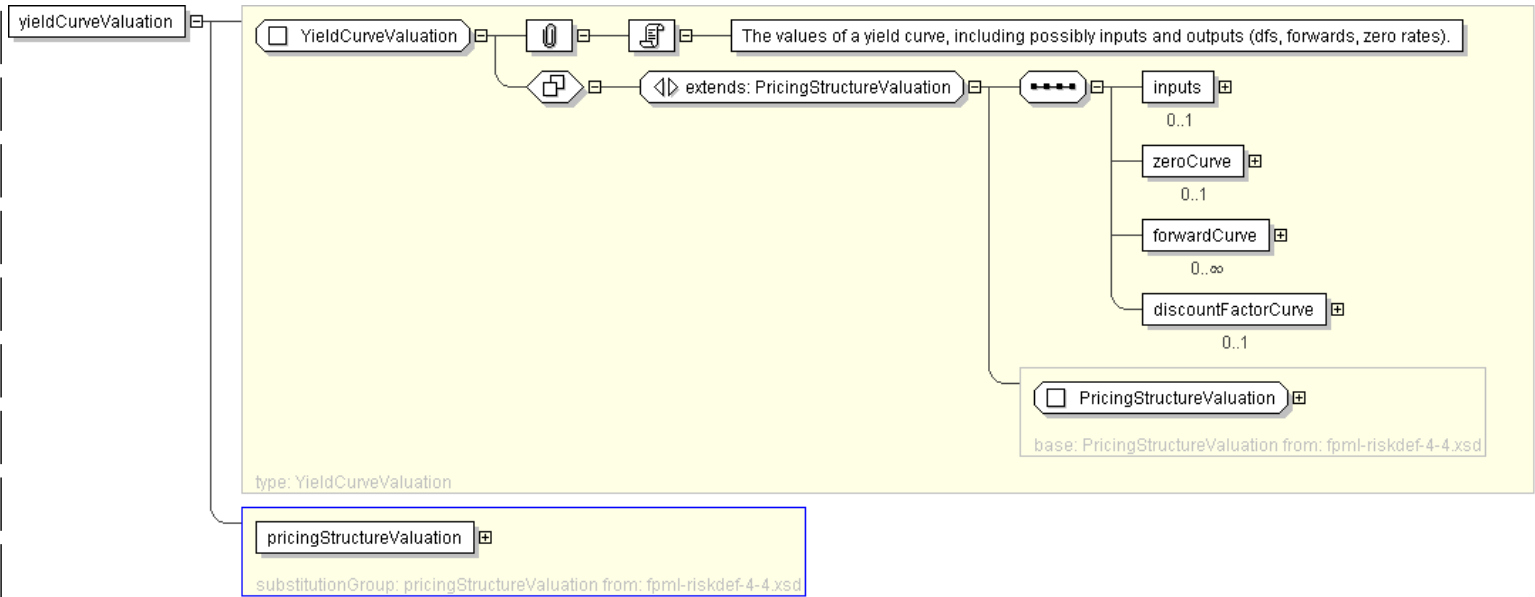 yieldCurveValuation
YieldCurveValuation
The values of a yield curve, including possibly inputs and outputs (dfs, forwards, zero rates).
extends: PricingStructureValuation
inputs
0..1
zeroCurve
0..1
forwardCurve
0..∞
discountFactorCurve
0..1
PricingStructureValuation
base: PricingStructureValuation from: fpml-riskdef-4-4.xsd
type: YieldCurveValuation
pricingStructureValuation
substitutionGroup: pricingStructureValuation from: fpml-riskdef-4-4.xsd